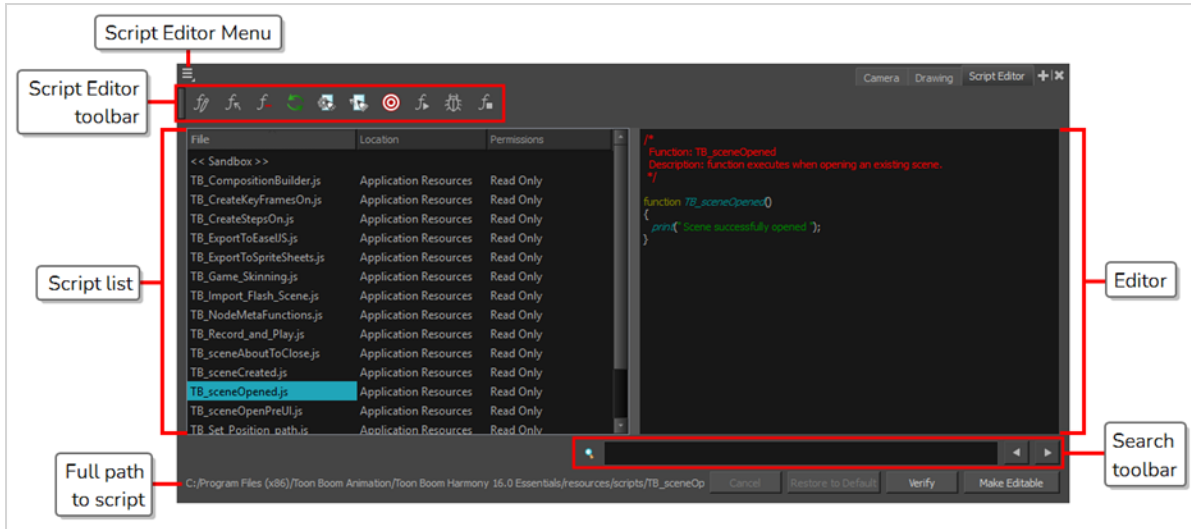 Script Editor Menu
Script Editor
toolbar
Camera Drawing Script Editor
File Location Permissions
<< Sandbox >>
TB_CompositionBuilder.js Application Resources Read Only
TB_CreateKeyFramesOn.js Application Resources Read Only
TB_CreateStepsOn.js Application Resources Read Only
TB_ExportToEaselJS.js Application Resources Read Only
TB_ExportToSpriteSheets.js Application Resources Read Only
TB_Game_Skinning.js Application Resources Read Only
TB_Import_Flash_Scene.js Application Resources Read Only
TB_NodeMetaFunctions.js Application Resources Read Only
TB_Record_and_Play.js Application Resources Read Only
TB_sceneAboutToClose.js Application Resources Read Only
TB_sceneCreated.js Application Resources Read Only
TB_sceneOpened.js Application Resources Read Only
TB_sceneOpenPreUI.js Application Resources Read Only
TB_Set_Position_path.js Application Resources Read Only
/*
Function: TB_sceneOpened
Description: function executes when opening an existing scene.
*/
function TB_sceneOpened()
{
print(" Scene successfully opened ");
}
Script list
Editor
Search
toolbar
Full path
to script
C:/Program Files (x86)/Toon Boom Animation/Toon Boom Harmony 16.0 Essentials/resources/scripts/TB_sceneOp
Cancel Restore to Default Verify Make Editable